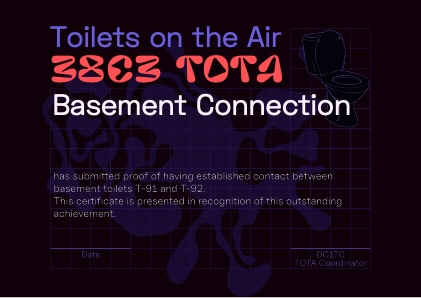 Toilets on the Air
38C3 TOTA
Basement Connection
has submitted proof of having established contact between
basement toilets T-91 and T-92.
This certificate is presented in recognition of this outstanding
achievement.
Date
DC1TC
TOTA Coordinator